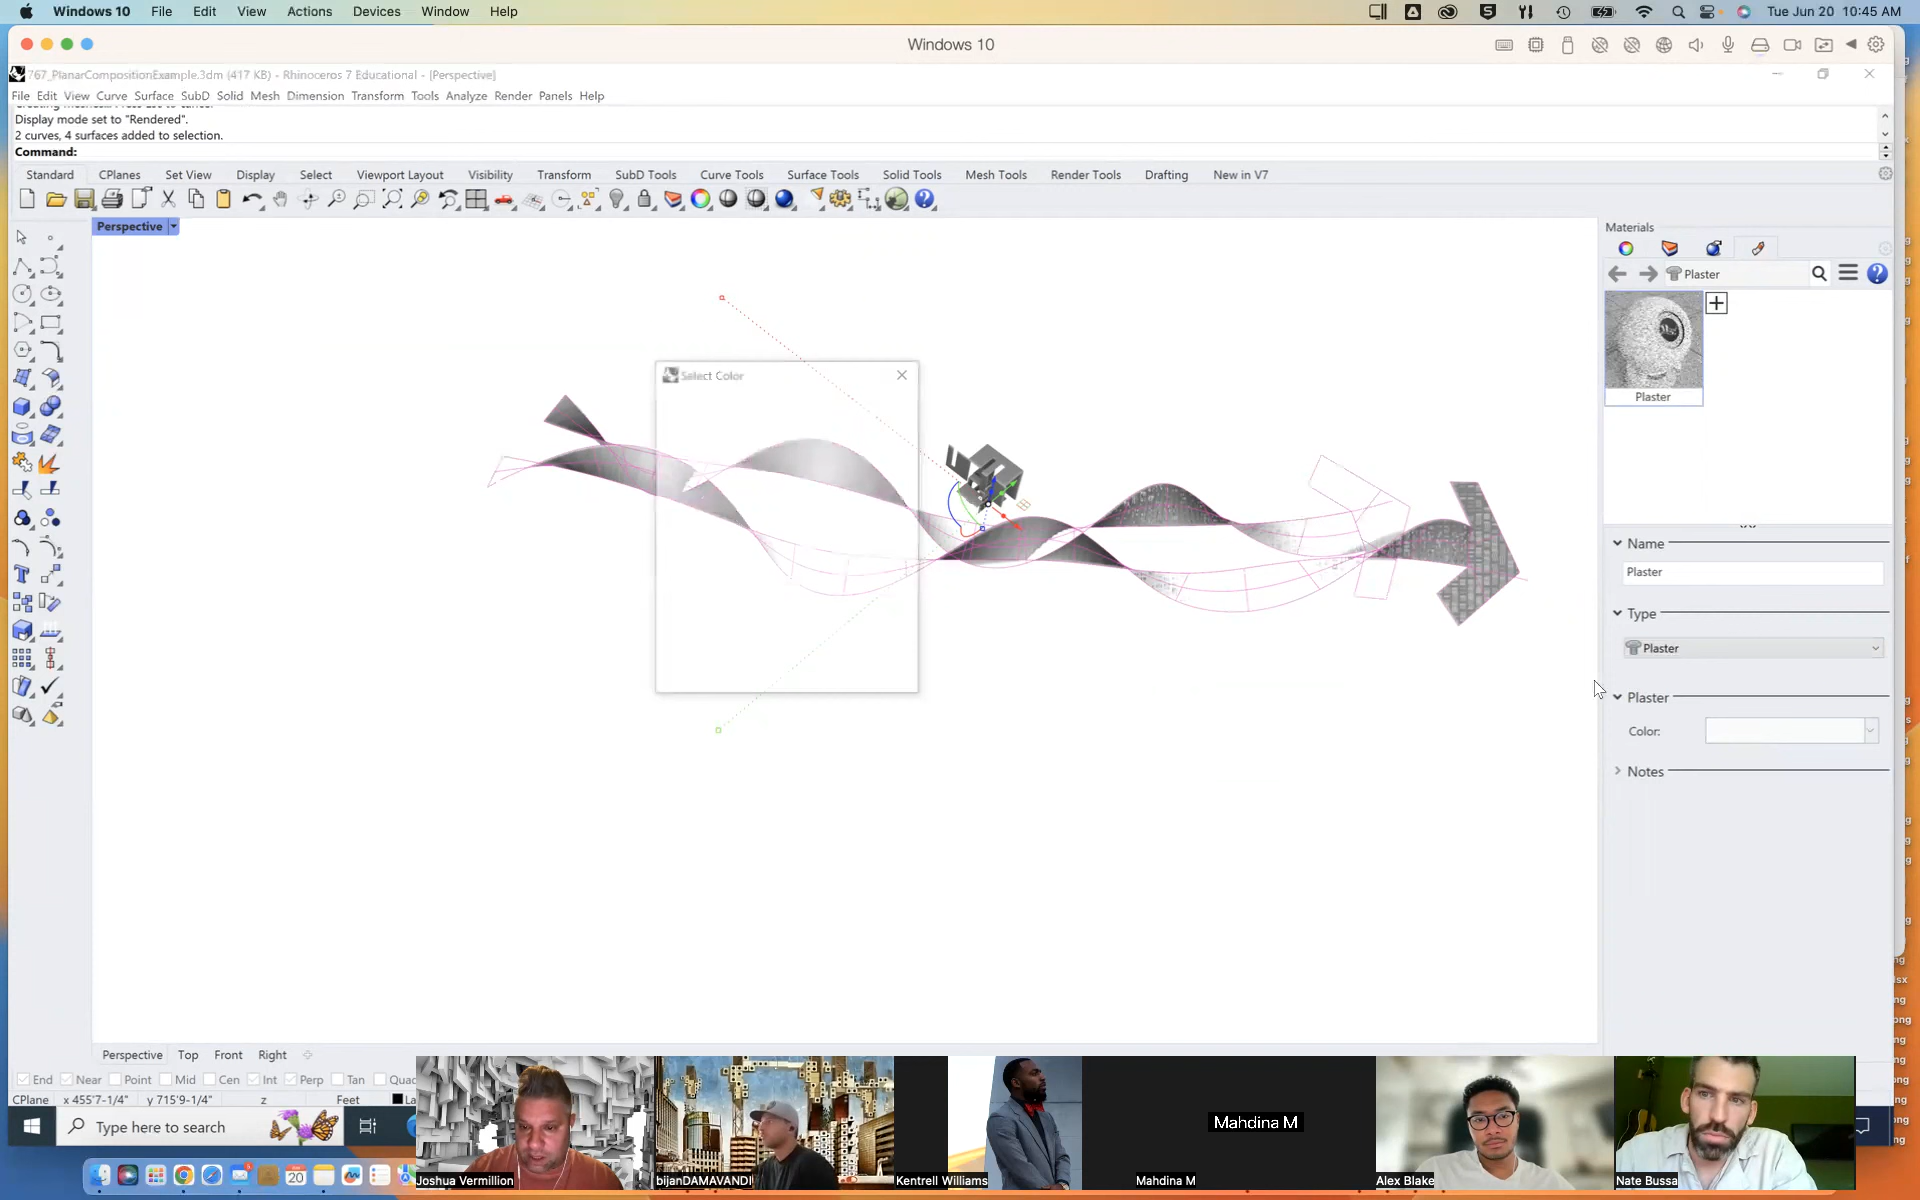 Windows 10 File Edit View Actions Devices Window Help Tue Jun 20 10:45 AM
Windows 10
767_PlanarCompositionExam.3dm (417 KB) - Rhinoceros 7 Educational - [Perspective]
File Edit View Curve Surface SubD Solid Mesh Dimension Transform Tools Analyze Render Panels Help
Display mode set to "Rendered".
2 curves, 4 surfaces added to selection.
Command:
Standard CPlanes Set View Display Select Viewport Layout Visibility Transform SubD Tools Curve Tools Surface Tools Solid Tools Mesh Tools Render Tools Drafting New in V7
Perspective
Materials
Plaster
Plaster
Select Color
Name
Plaster
Type
Plaster
Plaster
Color:
Notes
Perspective Top Front Right
End Near Point Mid Cen Int Perp Tan Quad
CPlane x 455'7-1/4" y 715'9-1/4" z Feet La
Type here to search
20
Mahdina M
Joshua Vermillion
bijanDAMAVANDI
Kentrell Williams
Mahdina M
Alex Blake
Nate Bussa